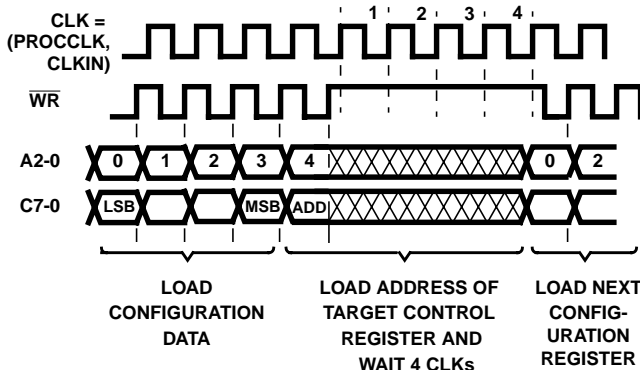 CLK =
(PROCCLK,
CLKIN)
1 2 3 4
WR
A2-0 0 1 2 3 4 0 2
C7-0 LSB MSB ADD
LOAD
CONFIGURATION
DATA
LOAD ADDRESS OF
TARGET CONTROL
REGISTER AND
WAIT 4 CLKs
LOAD NEXT
CONFIG-
URATION
REGISTER